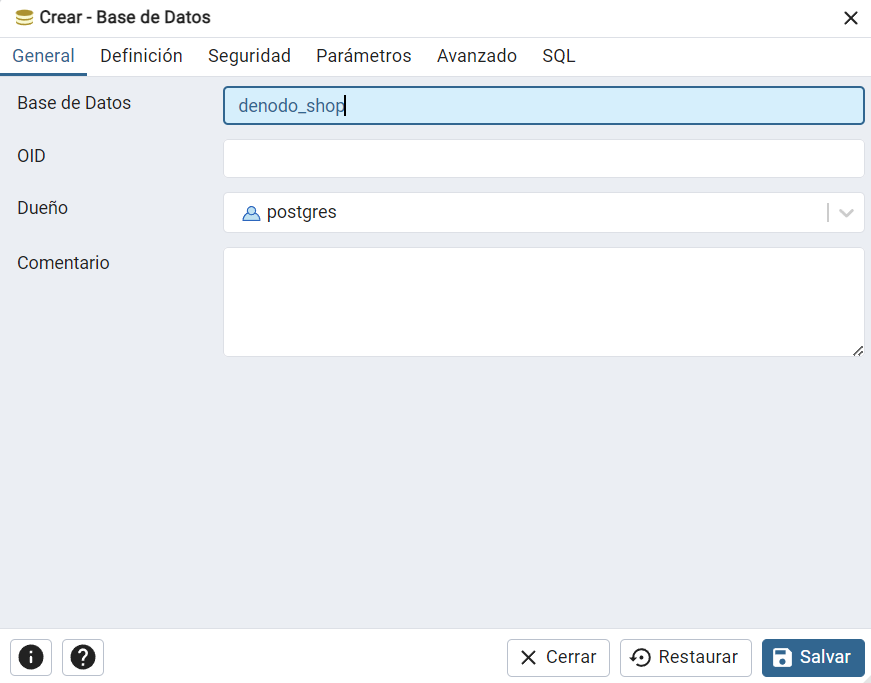 Crear - Base de Datos
General Definición Seguridad Parámetros Avanzado SQL
Base de Datos denodo_shop
OID
Dueño postgres
Comentario
Cerrar Restaurar Salvar